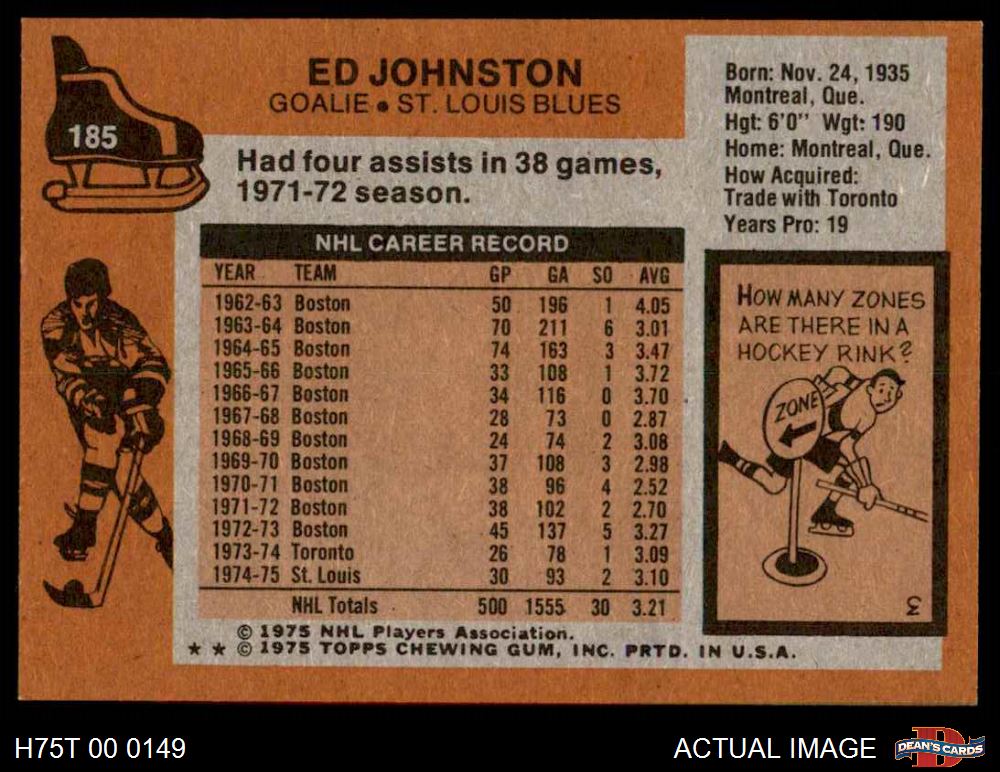 185
ED JOHNSTON
GOALIE • ST. LOUIS BLUES
Had four assists in 38 games,
1971-72 season.
Born: Nov. 24, 1935
Montreal, Que.
Hgt: 6'0" Wgt: 190
Home: Montreal, Que.
How Acquired:
Trade with Toronto
Years Pro: 19
NHL CAREER RECORD
YEAR TEAM GP GA SO AVG
1962-63 Boston 50 196 1 4.05
1963-64 Boston 70 211 6 3.01
1964-65 Boston 74 163 3 3.47
1965-66 Boston 33 108 1 3.72
1966-67 Boston 34 116 0 3.70
1967-68 Boston 28 73 0 2.87
1968-69 Boston 24 74 2 3.08
1969-70 Boston 37 108 3 2.98
1970-71 Boston 38 96 4 2.52
1971-72 Boston 38 102 2 2.70
1972-73 Boston 45 137 5 3.27
1973-74 Toronto 26 78 1 3.09
1974-75 St. Louis 30 93 2 3.10
NHL Totals 500 1555 30 3.21
HOW MANY ZONES
ARE THERE IN A
HOCKEY RINK?
ZONE
3
© 1975 NHL Players Association.
★ ★ © 1975 TOPPS CHEWING GUM, INC. PRTD. IN U.S.A.
H75T 00 0149
ACTUAL IMAGE
D
DEAN'S CARDS